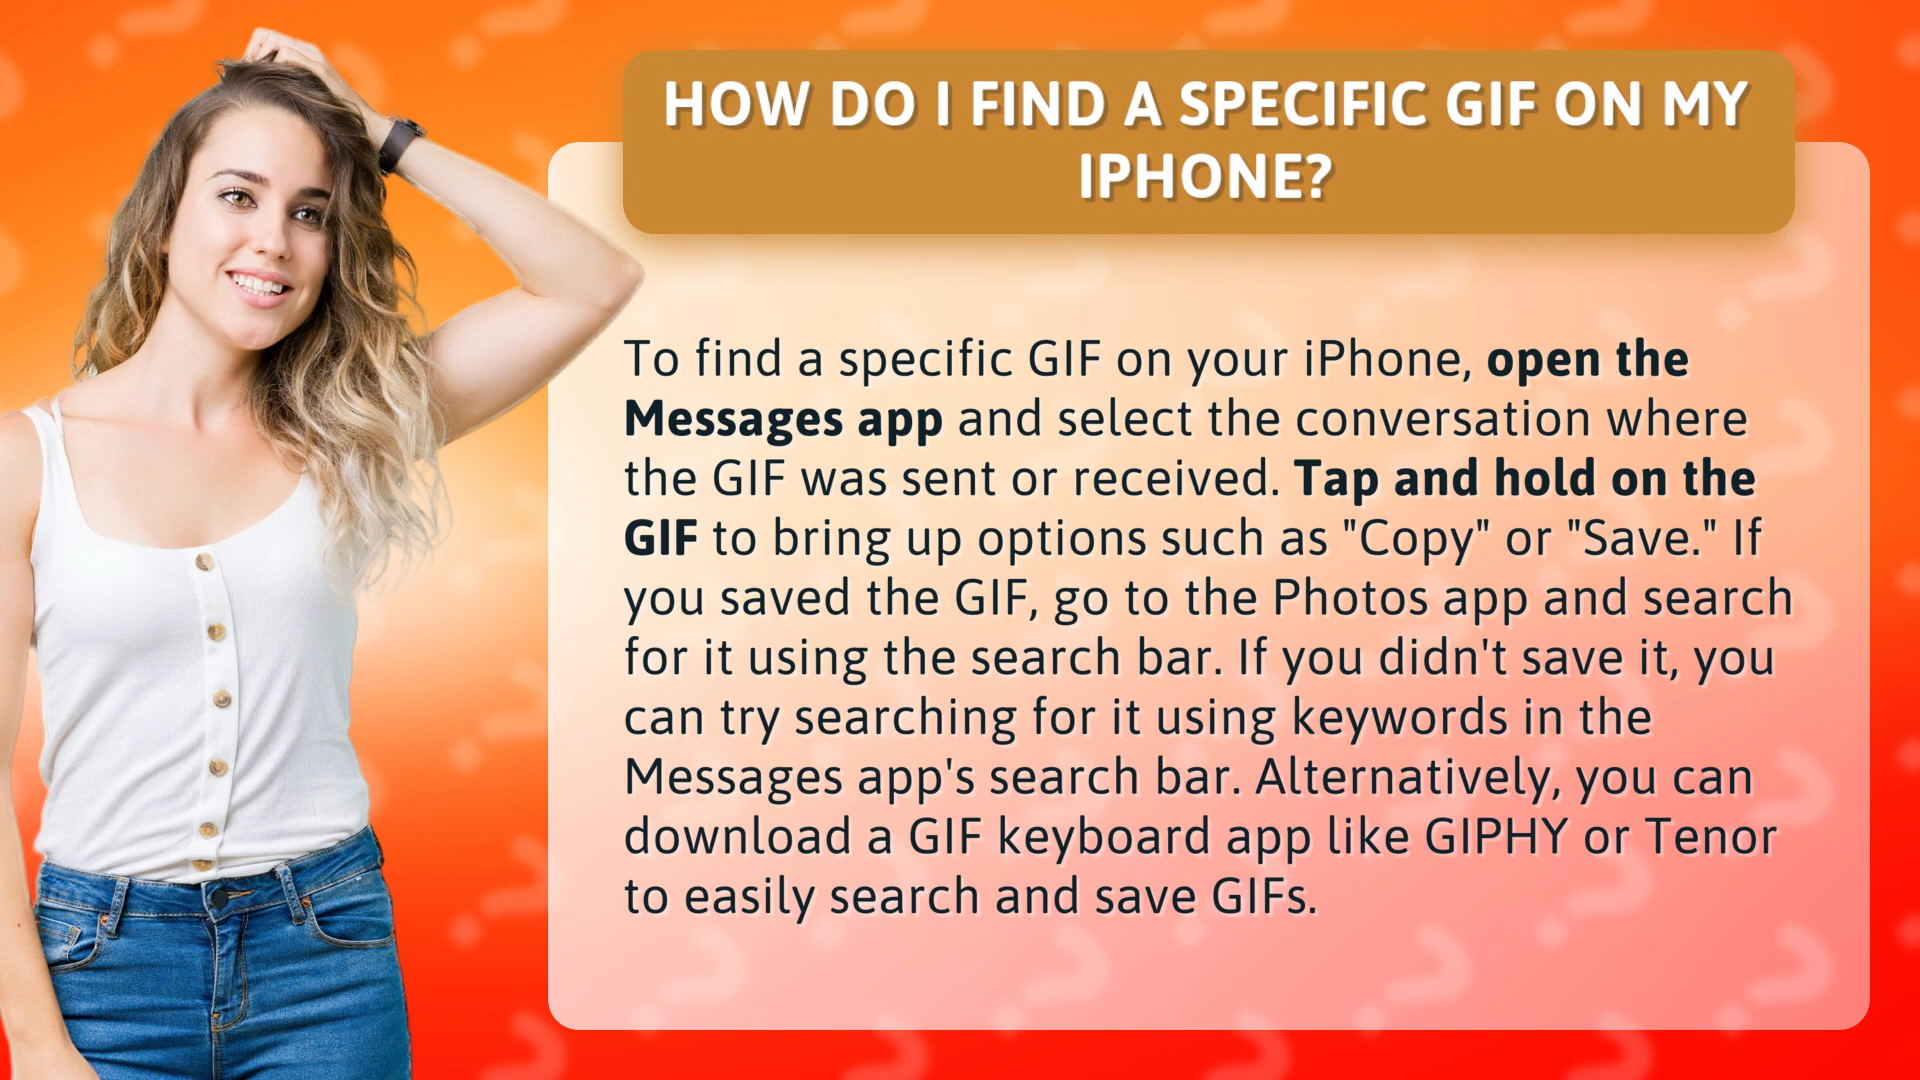 HOW DO I FIND A SPECIFIC GIF ON MY
IPHONE?
To find a specific GIF on your iPhone, open the
Messages app and select the conversation where
the GIF was sent or received. Tap and hold on the
GIF to bring up options such as "Copy" or "Save." If
you saved the GIF, go to the Photos app and search
for it using the search bar. If you didn't save it, you
can try searching for it using keywords in the
Messages app's search bar. Alternatively, you can
download a GIF keyboard app like GIPHY or Tenor
to easily search and save GIFs.